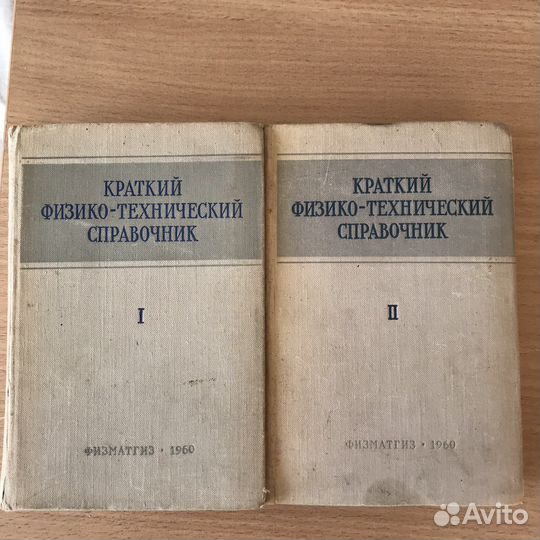 КРАТКИЙ
ФИЗИКО-ТЕХНИЧЕСКИЙ
СПРАВОЧНИК
I
ФИЗМАТГИЗ · 1960
КРАТКИЙ
ФИЗИКО-ТЕХНИЧЕСКИЙ
СПРАВОЧНИК
II
ФИЗМАТГИЗ · 1960
Avito